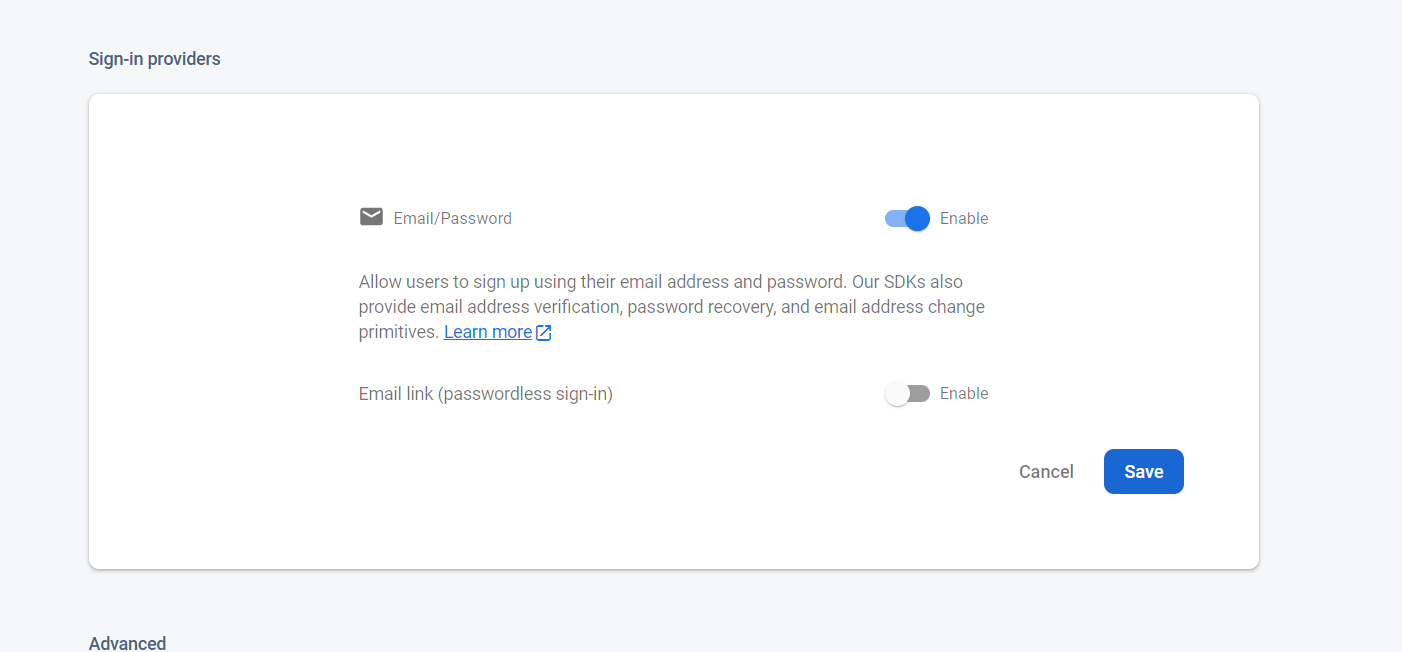 Sign-in providers
Email/Password
Enable
Allow users to sign up using their email address and password. Our SDKs also
provide email address verification, password recovery, and email address change
primitives. Learn more
Email link (passwordless sign-in)
Enable
Cancel
Save
Advanced